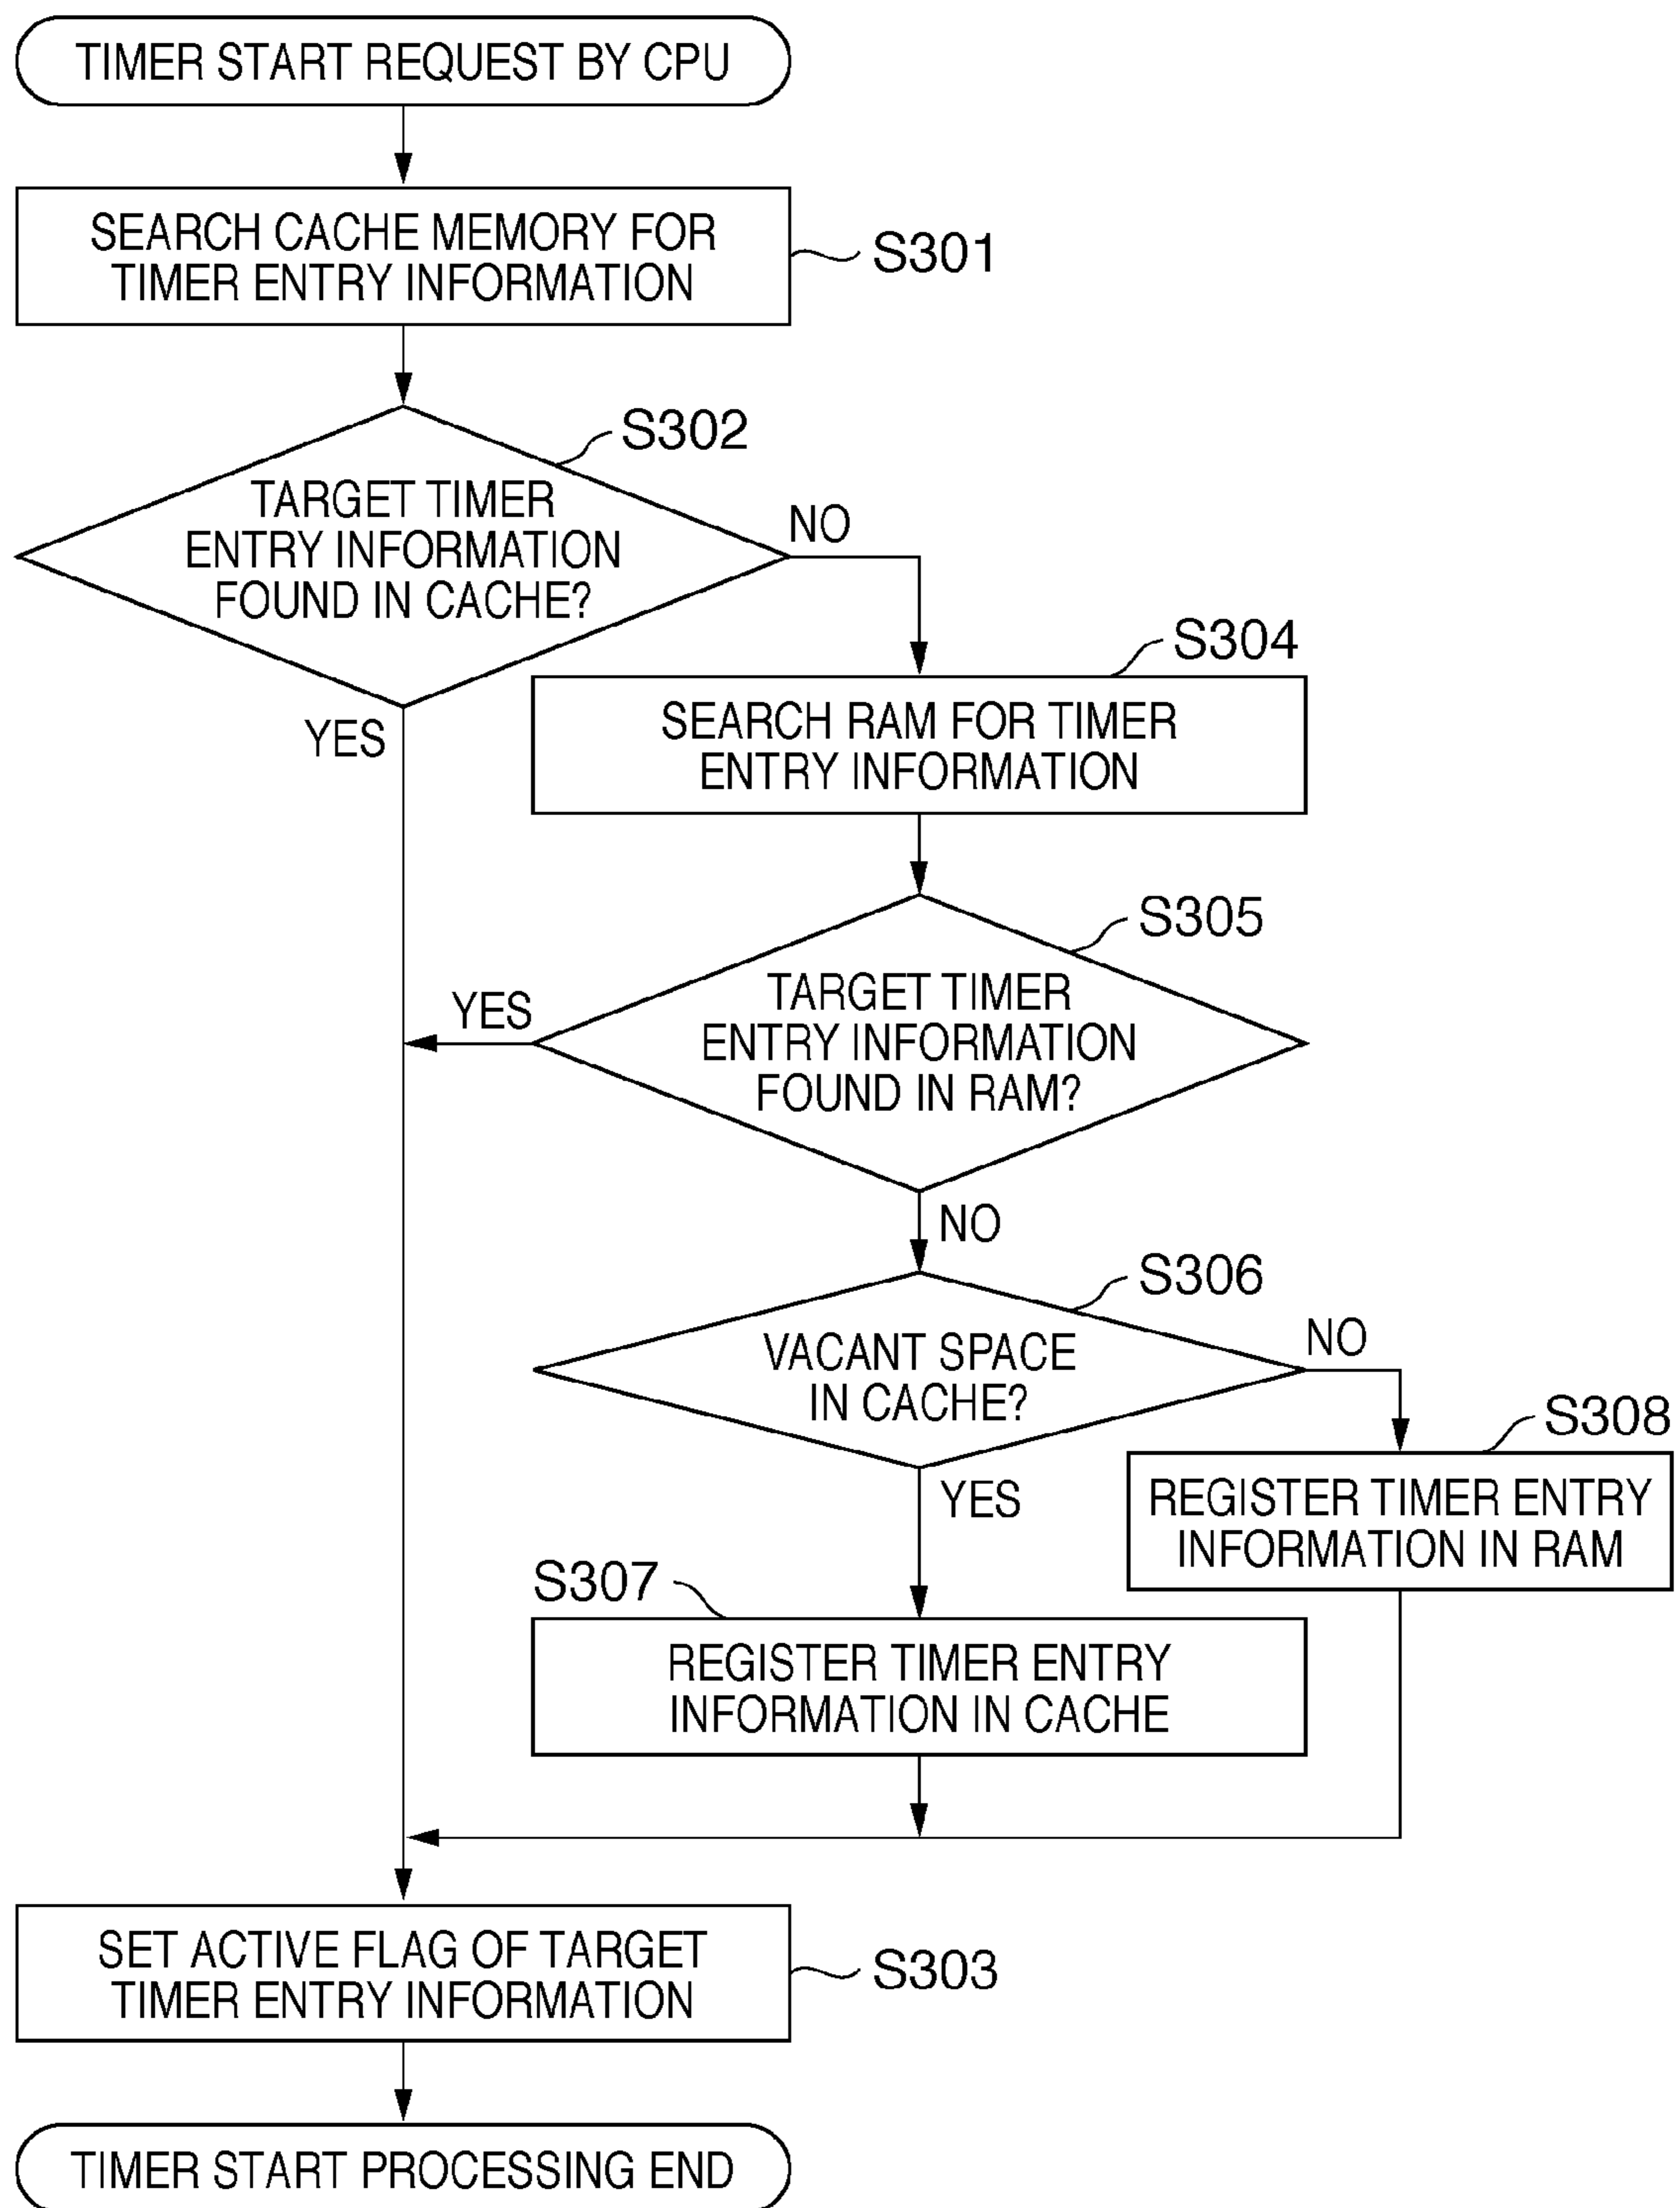 TIMER START REQUEST BY CPU
SEARCH CACHE MEMORY FOR
TIMER ENTRY INFORMATION
S301
S302
TARGET TIMER
ENTRY INFORMATION
FOUND IN CACHE?
NO
YES
S304
SEARCH RAM FOR TIMER
ENTRY INFORMATION
S305
TARGET TIMER
ENTRY INFORMATION
FOUND IN RAM?
YES
NO
S306
VACANT SPACE
IN CACHE?
NO
YES
S308
REGISTER TIMER ENTRY
INFORMATION IN RAM
S307
REGISTER TIMER ENTRY
INFORMATION IN CACHE
SET ACTIVE FLAG OF TARGET
TIMER ENTRY INFORMATION
S303
TIMER START PROCESSING END